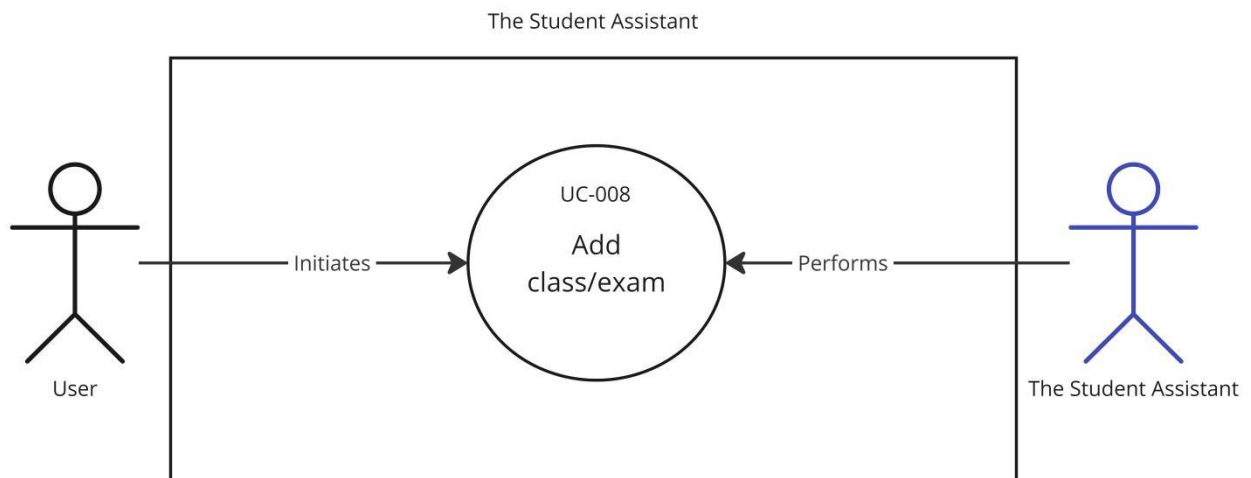 The Student Assistant
UC-008
Add
class/exam
Initiates
Performs
User
The Student Assistant